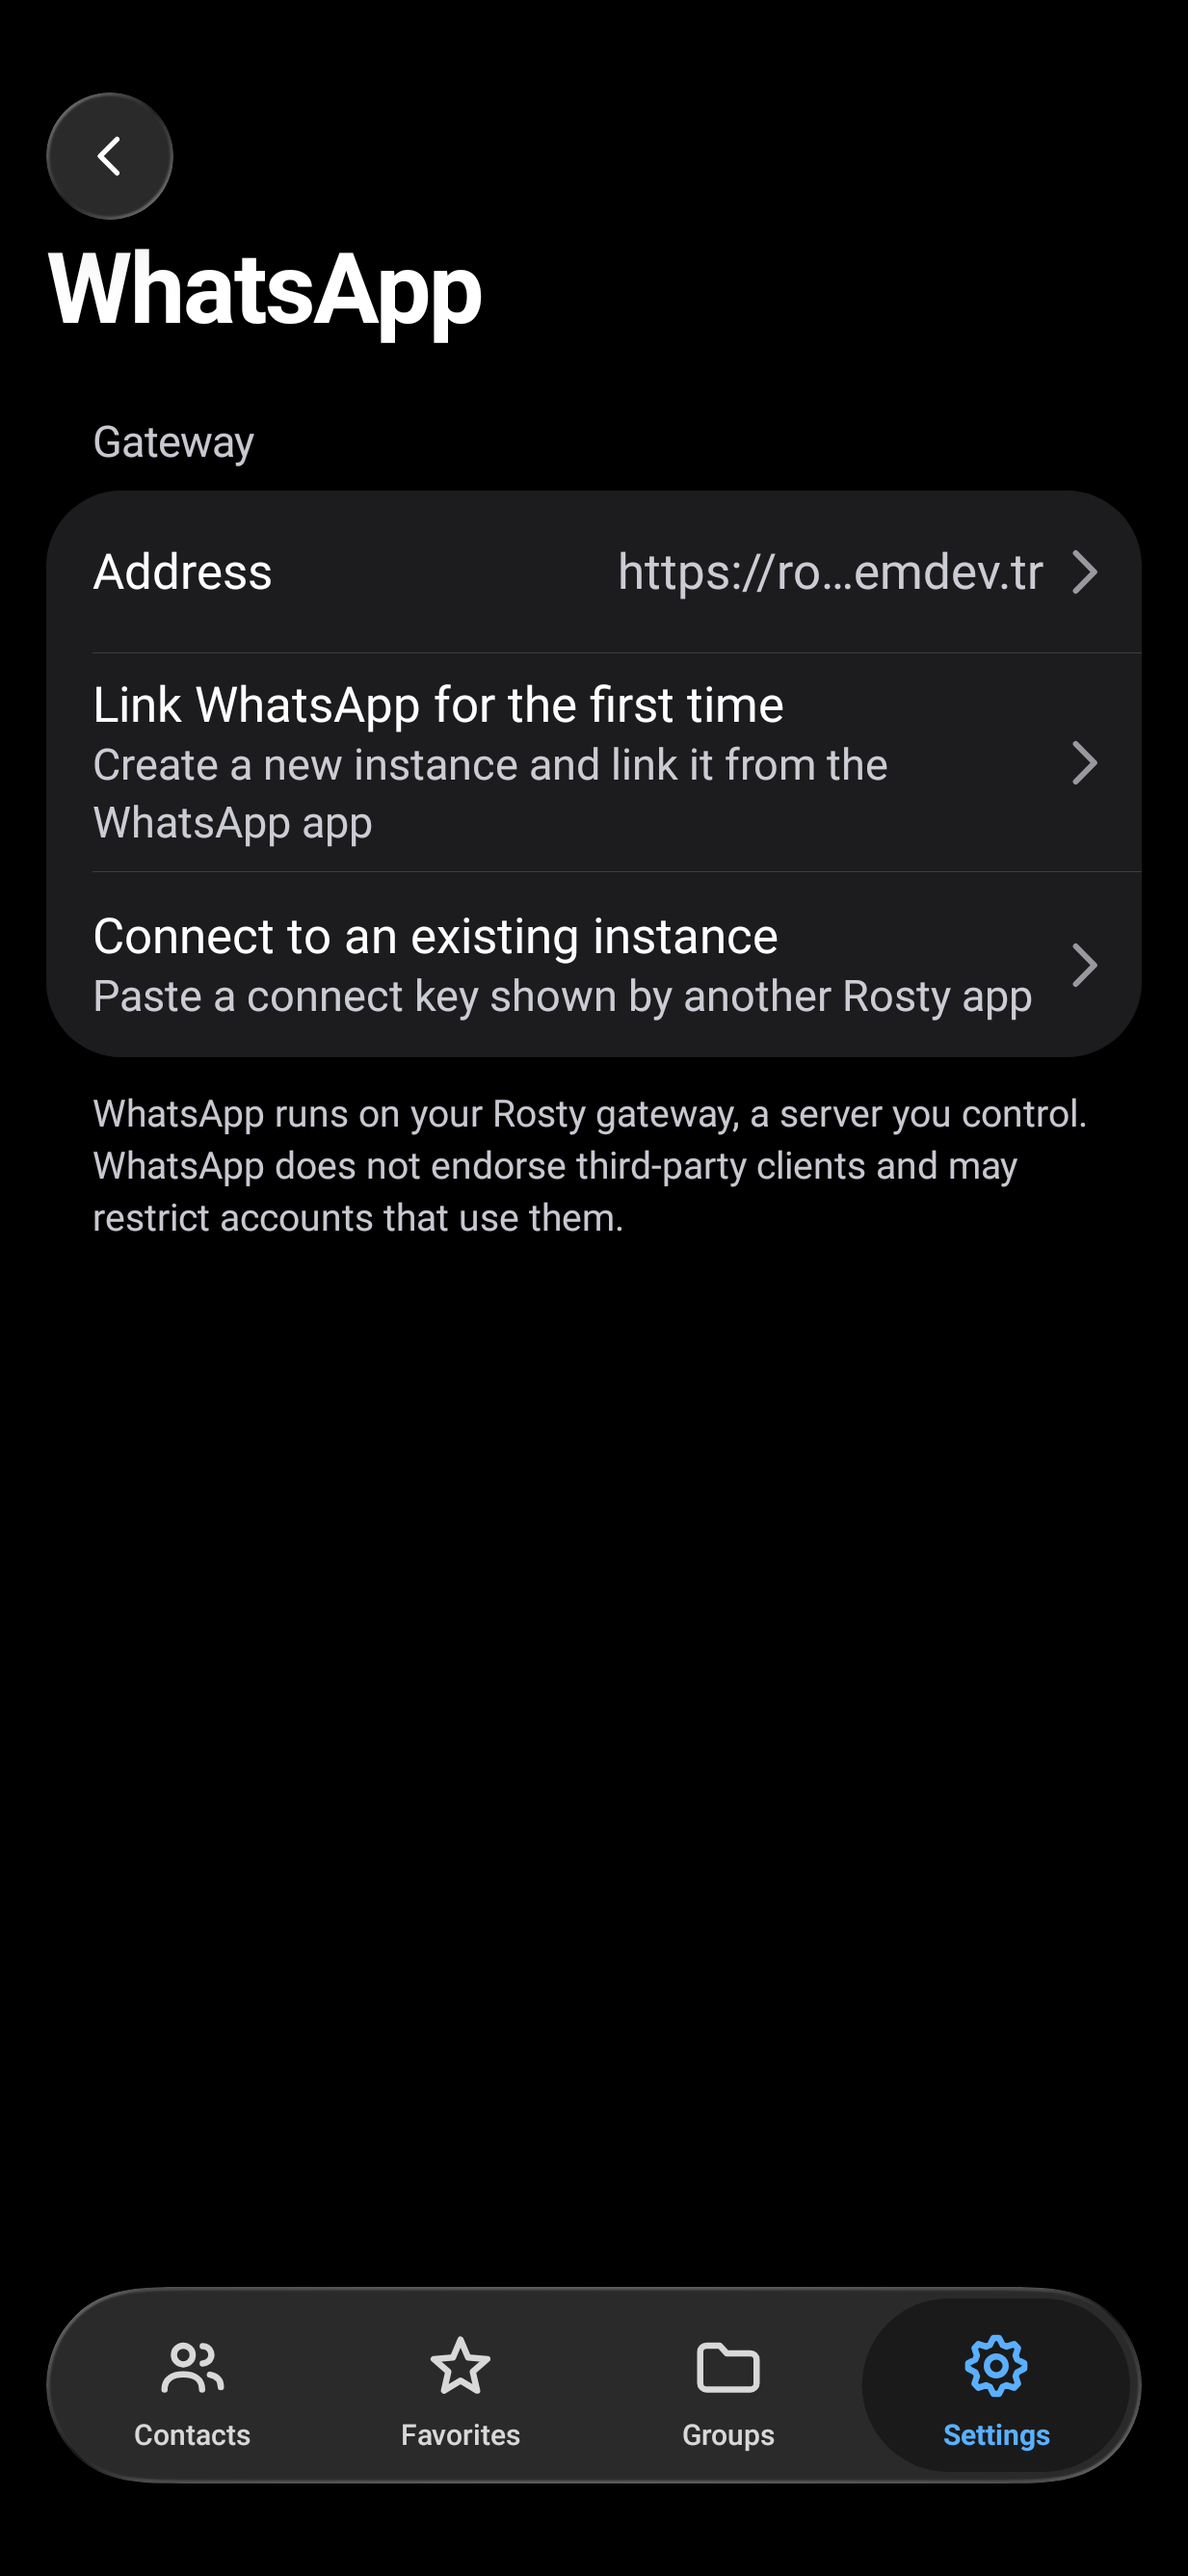 WhatsApp
Gateway
Address https://ro...emdev.tr
Link WhatsApp for the first time
Create a new instance and link it from the
WhatsApp app
Connect to an existing instance
Paste a connect key shown by another Rosty app
WhatsApp runs on your Rosty gateway, a server you control.
WhatsApp does not endorse third-party clients and may
restrict accounts that use them.
Contacts Favorites Groups Settings